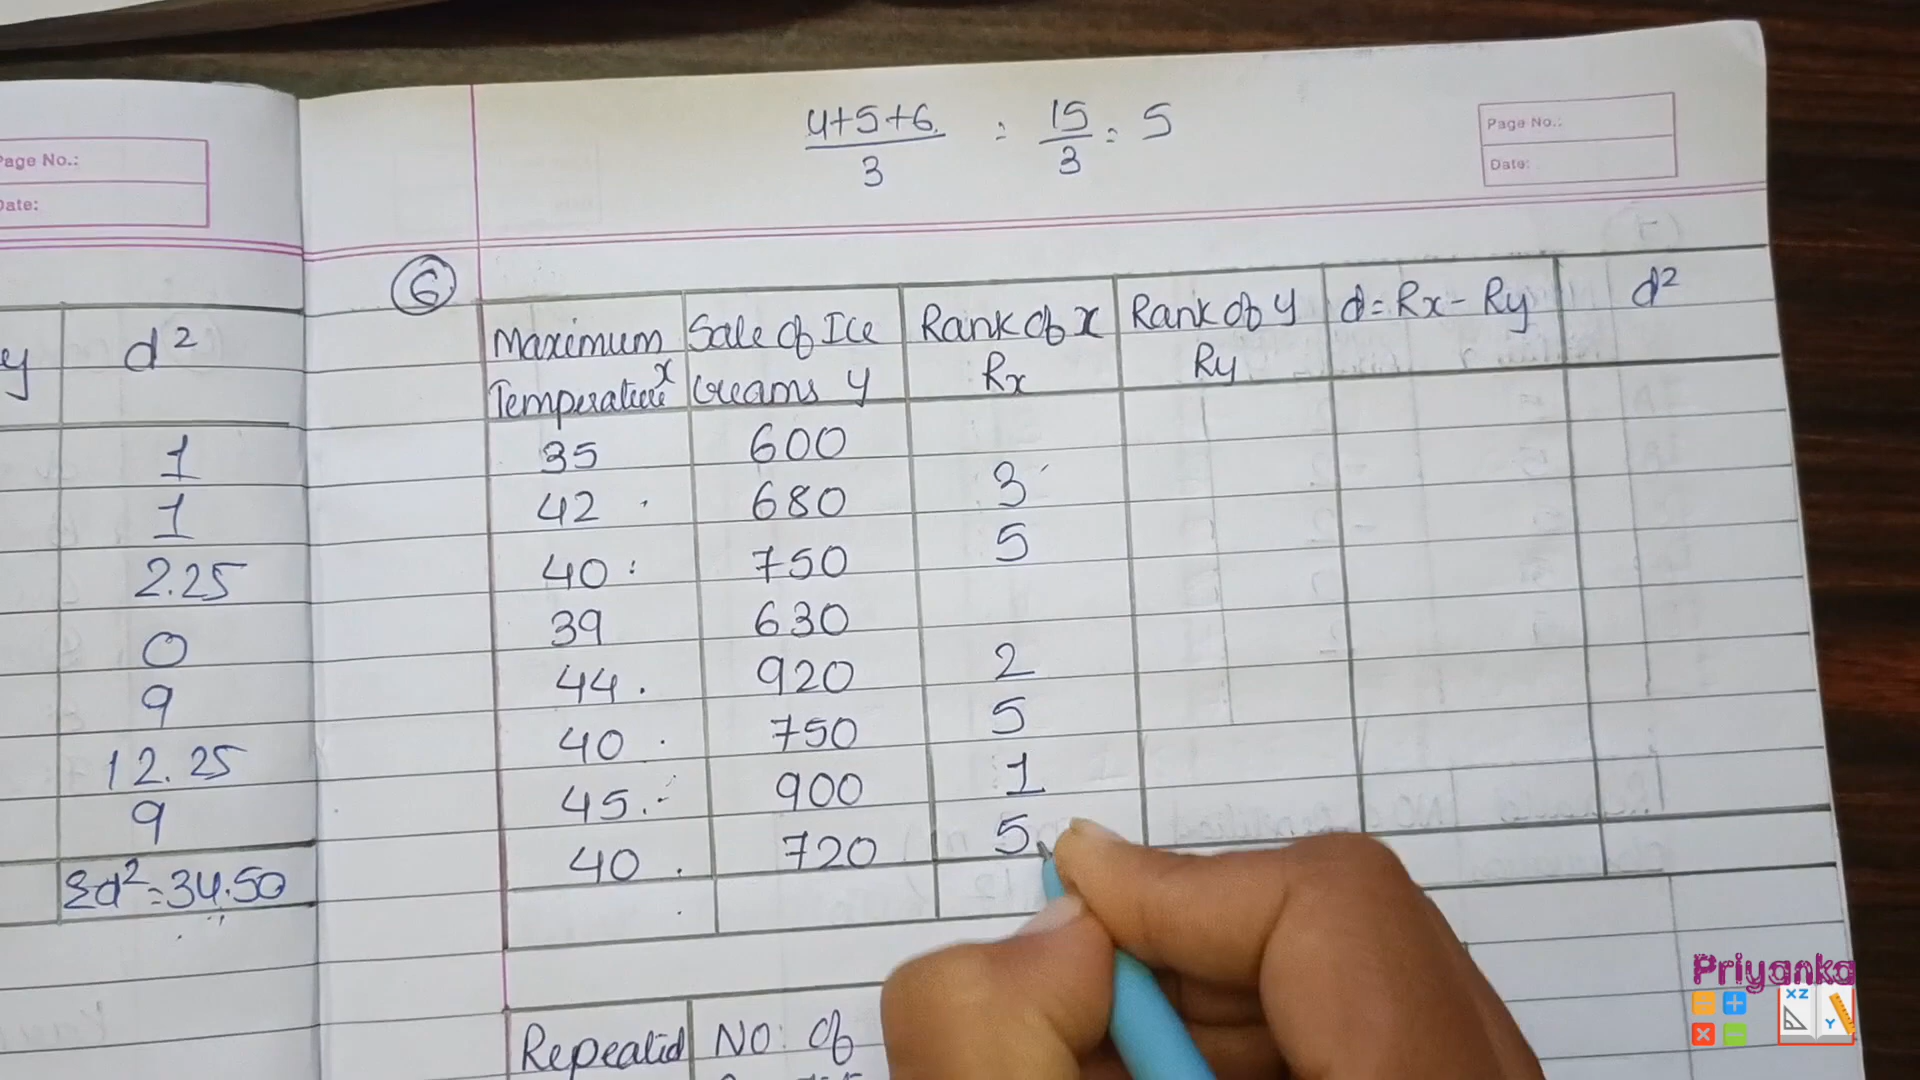 4+5+6 = 15 = 5
3 3
Page No.:
Date:
Page No.:
Date:
y d²
1
1
2.25
0
9
12.25
9
Σd²=34.50
6
Maximum Temperature x Sale of Ice Creams y Rank of x Rx Rank of y Ry d=Rx-Ry d²
35 600
42 680 3
40 750 5
39 630
44 920 2
40 750 5
45 900 1
40 720 5
Repeated No: of
Priyanka
XZ
Y